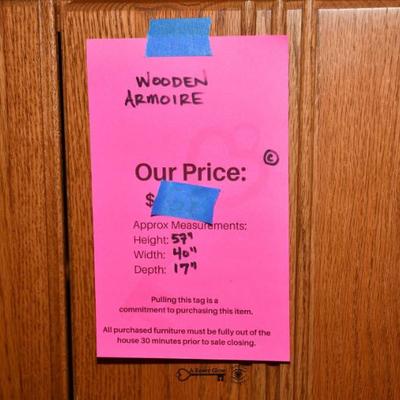 WOODEN
ARMOIRE
©
Our Price:
$
Approx Measurements:
Height: 57"
Width: 40"
Depth: 17"
Pulling this tag is a
commitment to purchasing this item.
All purchased furniture must be fully out of the
house 30 minutes prior to sale closing.